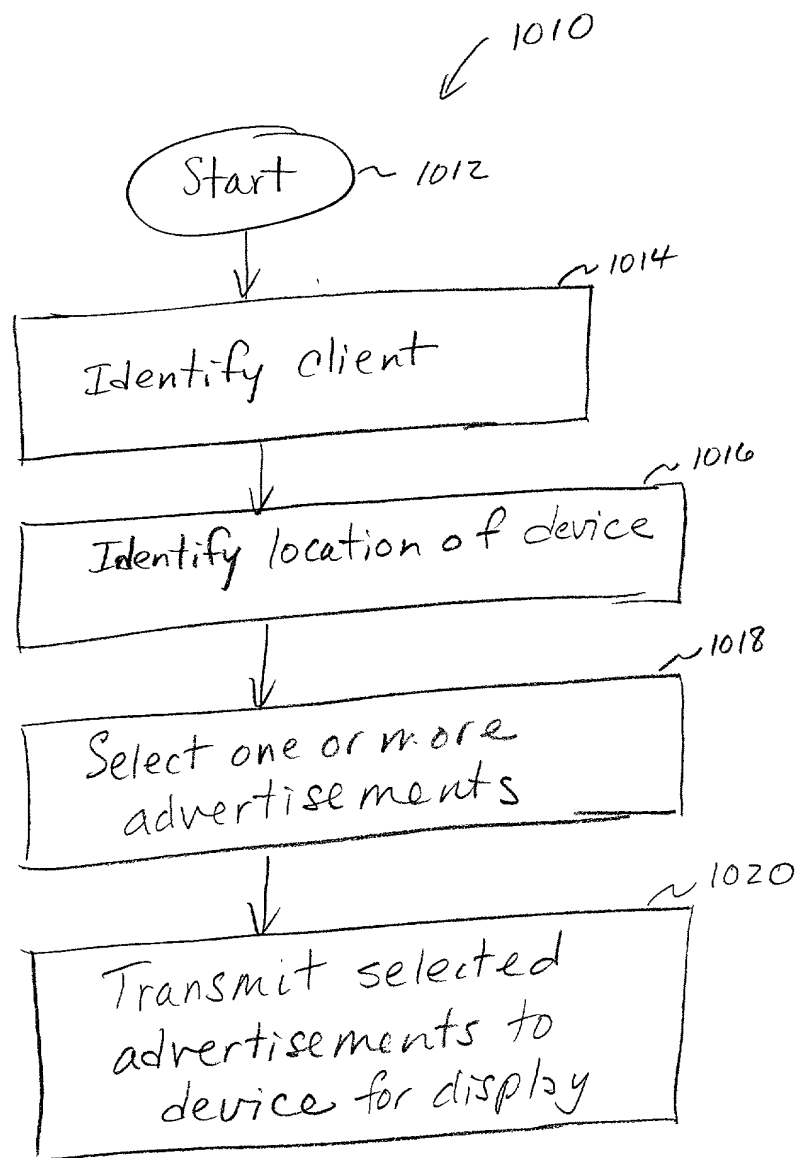 1010
Start
1012
1014
Identify client
1016
Identify location of device
1018
Select one or more
advertisements
1020
Transmit selected
advertisements to
device for display